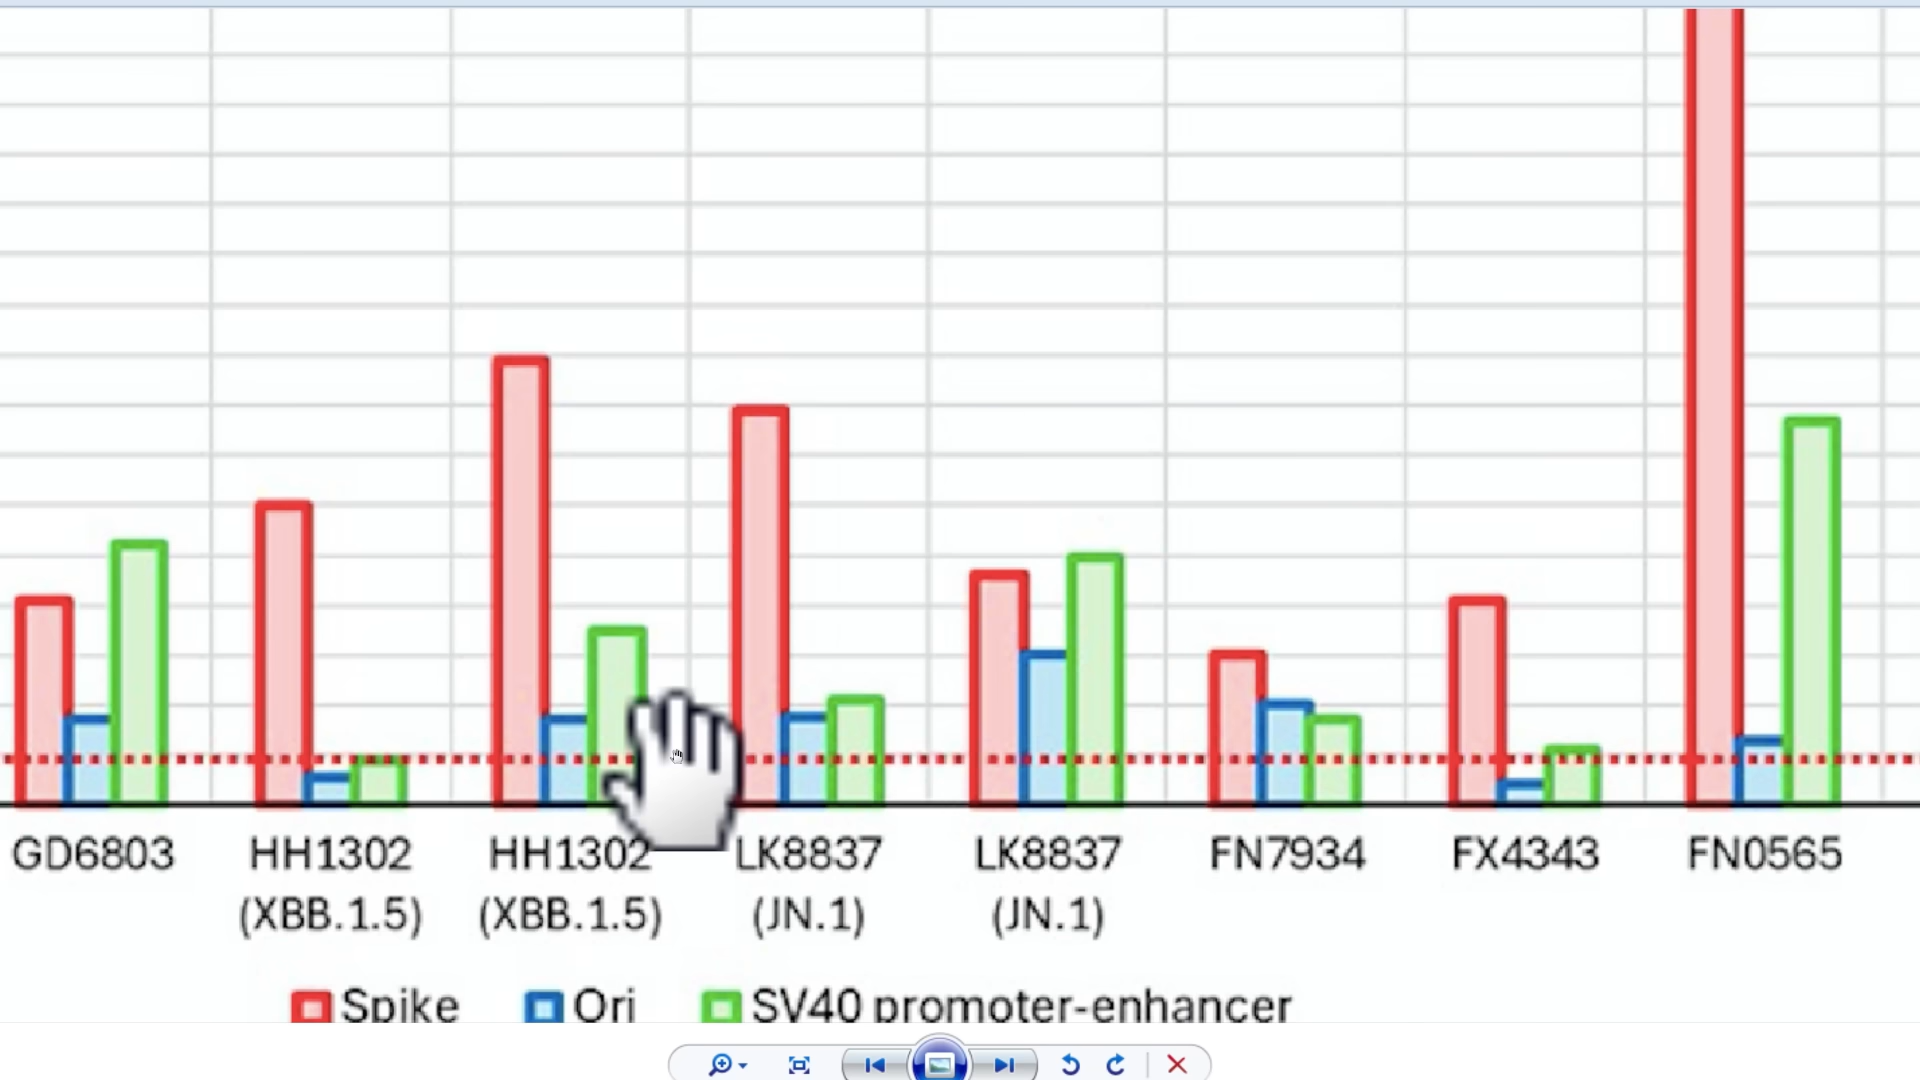 GD6803 HH1302 HH1302 LK8837 LK8837 FN7934 FX4343 FN0565
(XBB.1.5) (XBB.1.5) (JN.1) (JN.1)
Spike Ori SV40 promoter-enhancer